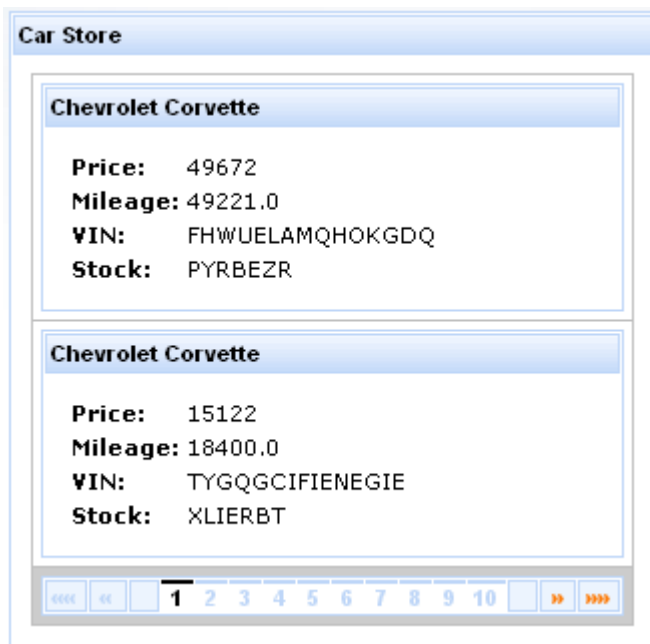 Car Store
Chevrolet Corvette
Price: 49672
Mileage: 49221.0
VIN: FHWUELAMQHOKGDQ
Stock: PYRBEZR
Chevrolet Corvette
Price: 15122
Mileage: 18400.0
VIN: TYGQGCIFIENEGIE
Stock: XLIERBT
«« « 1 2 3 4 5 6 7 8 9 10 » »»